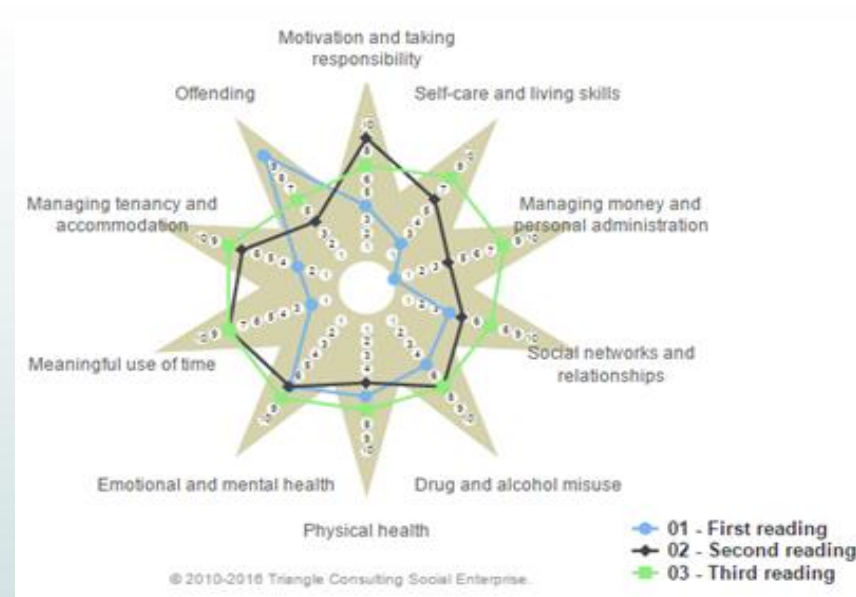 Motivation and taking
responsibility
Offending
Self-care and living skills
Managing tenancy and
accommodation
Managing money and
personal administration
Meaningful use of time
Social networks and
relationships
Emotional and mental health
Drug and alcohol misuse
Physical health
01 - First reading
02 - Second reading
03 - Third reading
© 2010-2016 Triangle Consulting Social Enterprise.